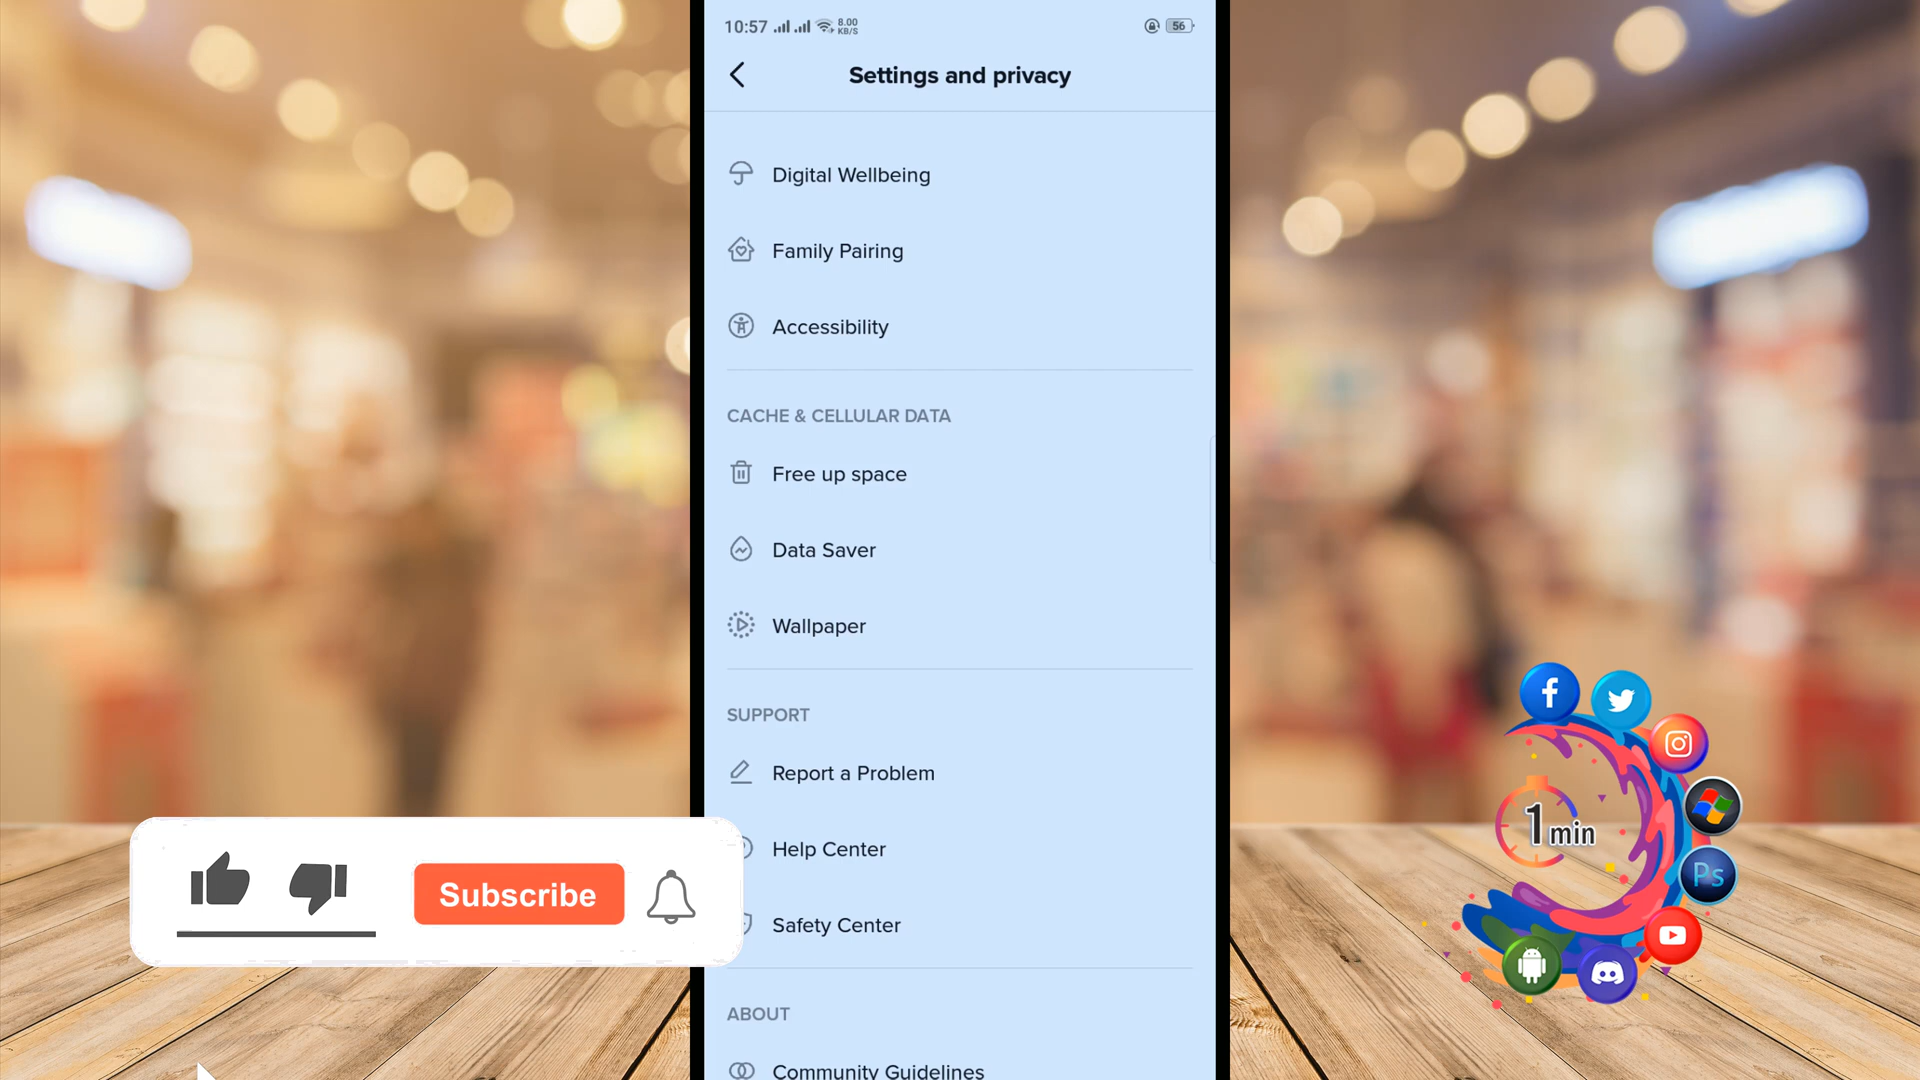 10:57
8.00
KB/S
56
Settings and privacy
Digital Wellbeing
Family Pairing
Accessibility
CACHE & CELLULAR DATA
Free up space
Data Saver
Wallpaper
SUPPORT
Report a Problem
Help Center
Safety Center
ABOUT
Community Guidelines
Subscribe
1 min
Ps